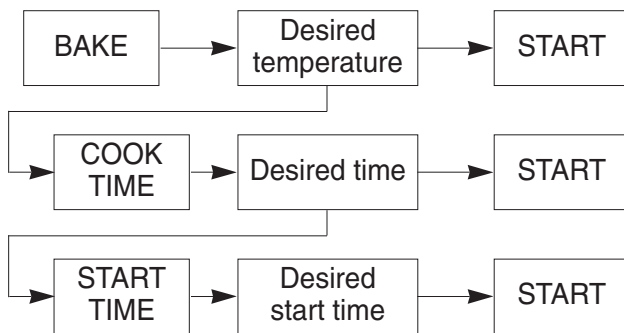 BAKE
Desired
temperature
START
COOK
TIME
Desired time
START
START
TIME
Desired
start time
START